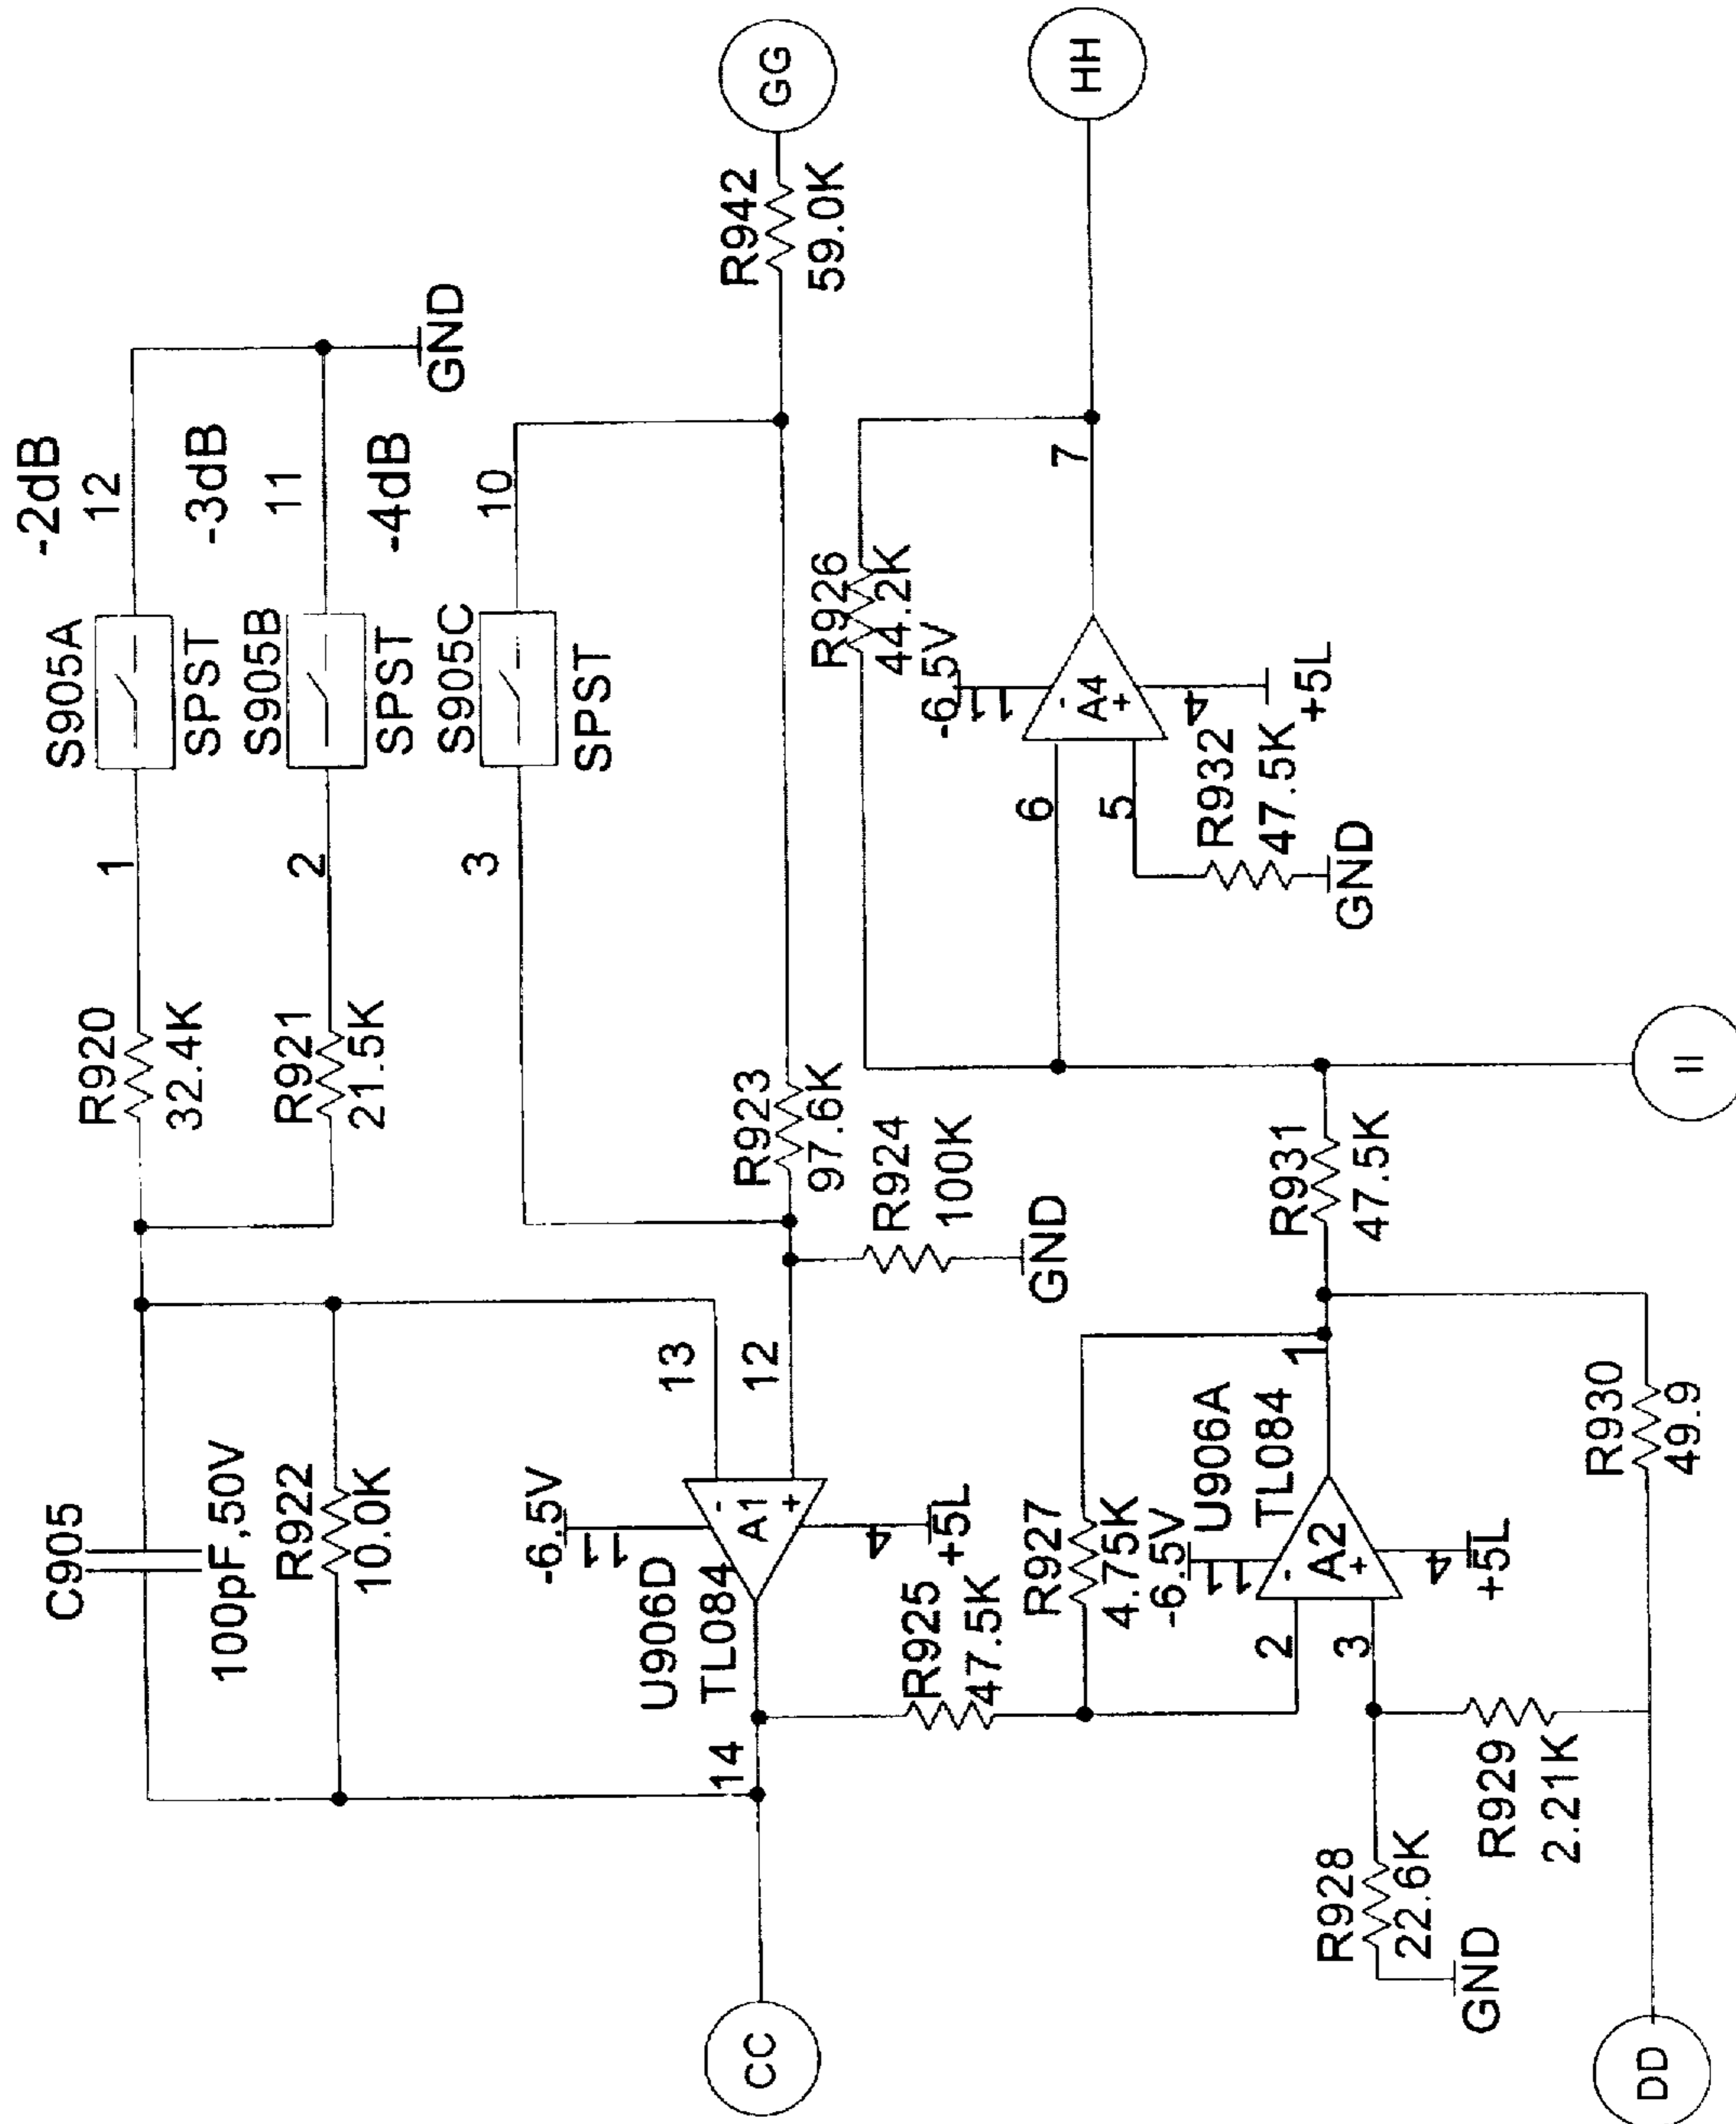 -2dB
12
-3dB
11
-4dB
10
S905A
SPST
S905B
SPST
S905C
SPST
1
2
3
R920
32.4K
R921
21.5K
GND
GG
R942
59.0K
HH
C905
100pF,50V
R922
10.0K
R923
97.6K
R924
100K
GND
13
12
-6.5V
11
A1
-
+
4
+5L
U906D
TL084
14
CC
R925
47.5K
R926
44.2K
-6.5V
11
A4
-
+
4
+5L
7
6
5
R932
47.5K
GND
II
R931
47.5K
R927
4.75K
-6.5V
11
U906A
TL084
A2
-
+
4
+5L
1
2
3
R930
49.9
R929
2.21K
R928
22.6K
GND
DD